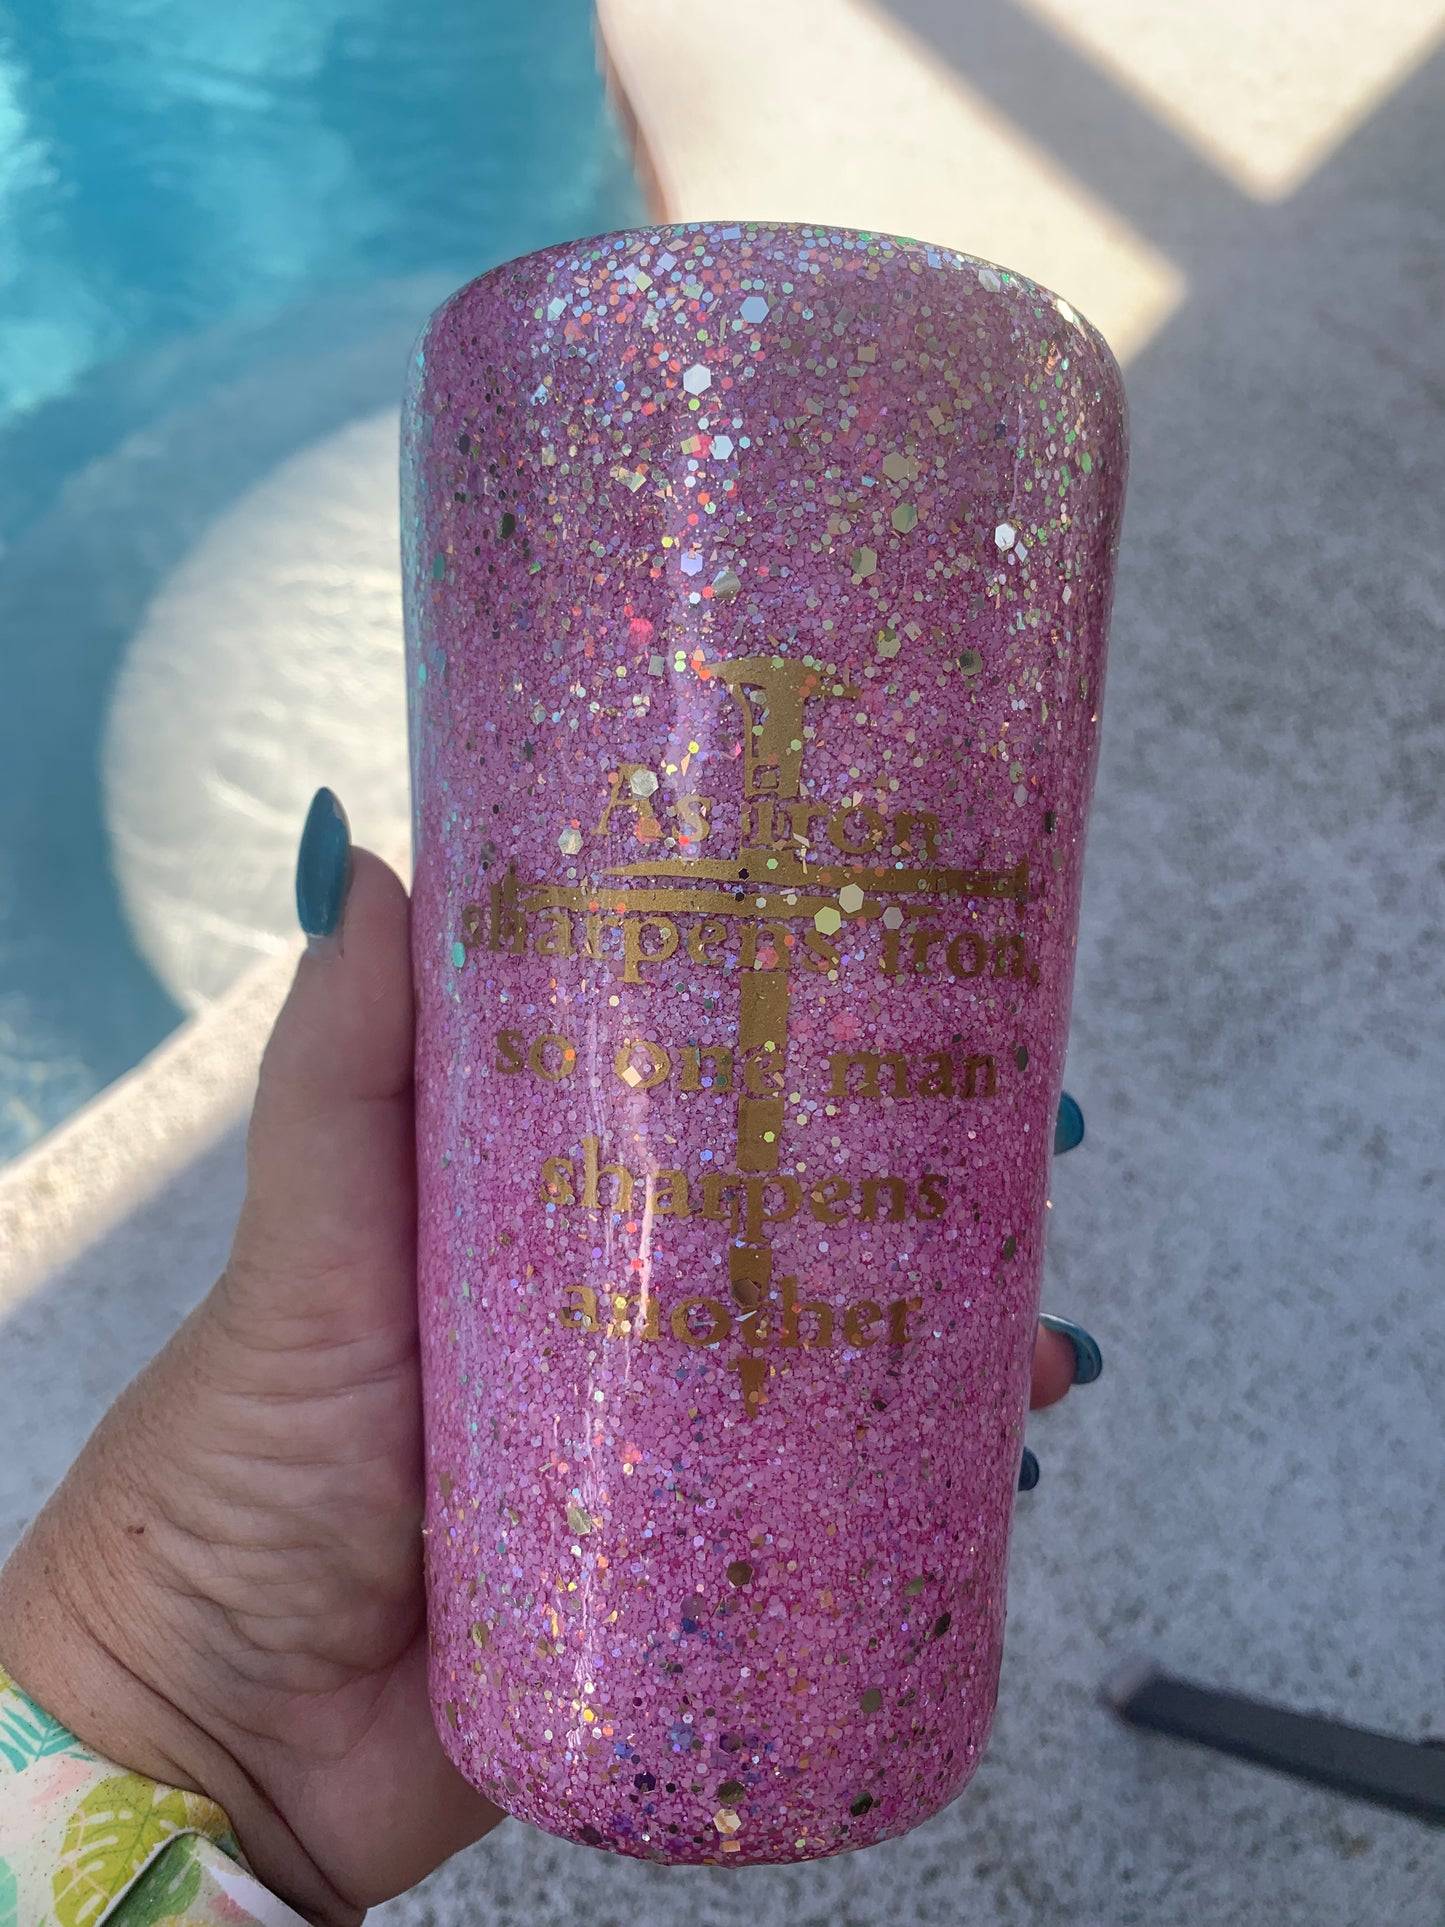 As iron
sharpens iron,
so one man
sharpens
another